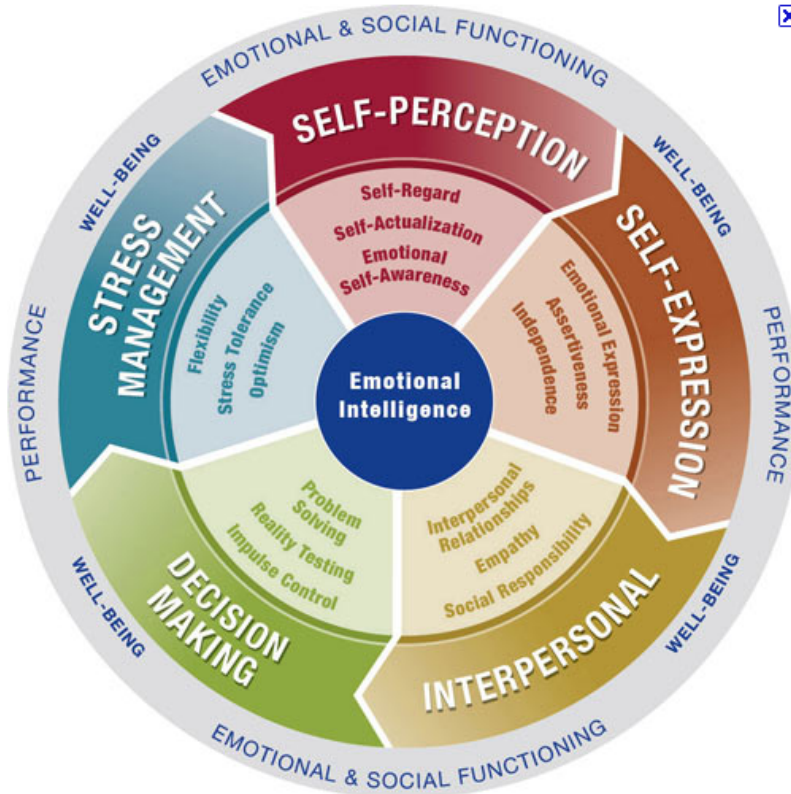 EMOTIONAL & SOCIAL FUNCTIONING
WELL-BEING
WELL-BEING
PERFORMANCE
PERFORMANCE
SELF-PERCEPTION
Self-Regard
Self-Actualization
Emotional
Self-Awareness
SELF-EXPRESSION
Emotional Expression
Assertiveness
Independence
INTERPERSONAL
Interpersonal
Relationships
Empathy
Social Responsibility
DECISION
MAKING
Problem
Solving
Reality Testing
Impulse Control
STRESS
MANAGEMENT
Flexibility
Stress Tolerance
Optimism
Emotional
Intelligence
WELL-BEING
WELL-BEING
EMOTIONAL & SOCIAL FUNCTIONING